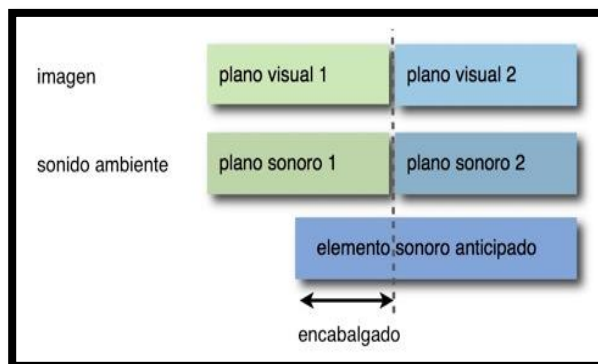 imagen
plano visual 1
plano visual 2
sonido ambiente
plano sonoro 1
plano sonoro 2
elemento sonoro anticipado
encabalgado